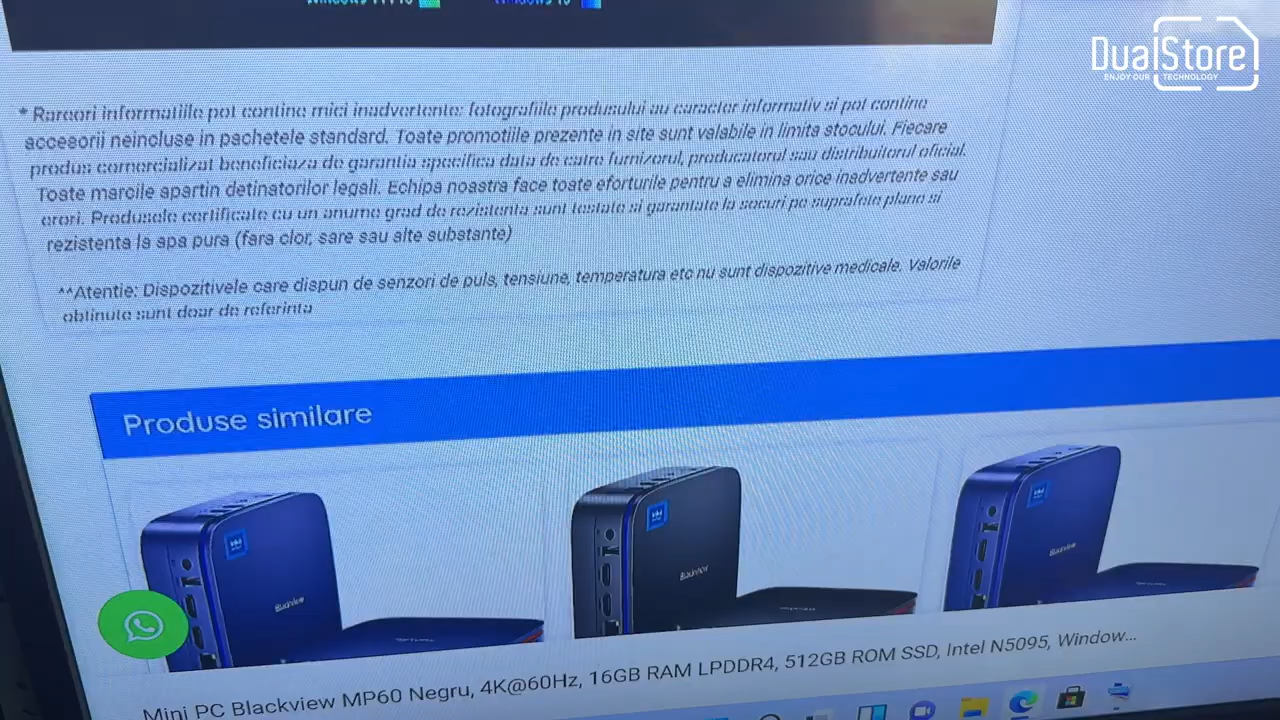 DualStore
ENJOY OUR TECHNOLOGY
* Rareori informatiile pot contine mici inadvertente: fotografiile produsului au caracter informativ si pot contine
accesorii neincluse in pachetele standard. Toate promotiile prezente in site sunt valabile in limita stocului. Fiecare
produs comercializat beneficiaza de garantia specifica data de catre furnizorul, producatorul sau distribuitorul oficial.
Toate marcile apartin detinatorilor legali. Echipa noastra face toate eforturile pentru a elimina orice inadvertente sau
erori. Produsele certificate cu un anume grad de rezistenta sunt testate si garantate la socuri pe suprafete plane si
rezistenta la apa pura (fara clor, sare sau alte substante)
**Atentie: Dispozitivele care dispun de senzori de puls, tensiune, temperatura etc nu sunt dispozitive medicale. Valorile
obtinute sunt doar de referinta
Produse similare
Blackview
Blackview
Blackview
Mini PC Blackview MP60 Negru, 4K@60Hz, 16GB RAM LPDDR4, 512GB ROM SSD, Intel N5095, Window...